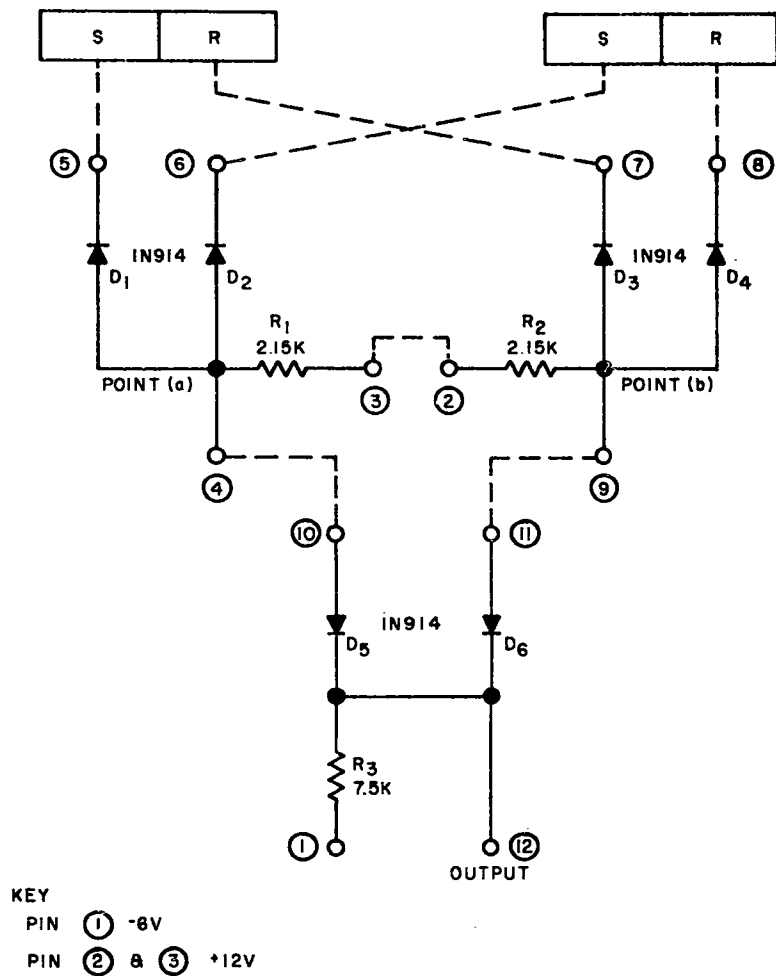 S R S R
5 6 7 8
IN914 IN914
D1 D2 D3 D4
R1 R2
2.15K 2.15K
POINT (a) 3 2 POINT (b)
4 9
10 11
IN914
D5 D6
R3
7.5K
1 12
OUTPUT
KEY
PIN 1 -6V
PIN 2 & 3 +12V